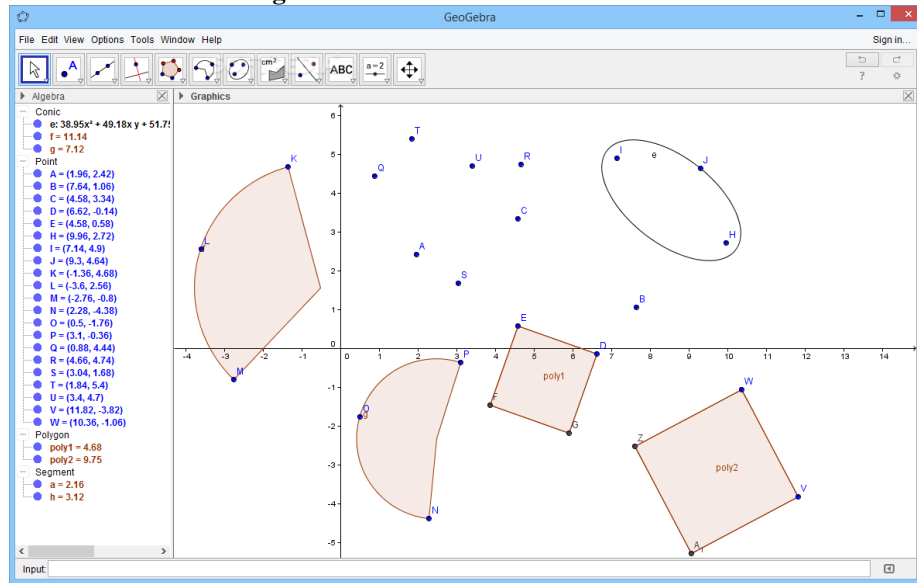 GeoGebra
File Edit View Options Tools Window Help
Sign in...
A
cm²
ABC
a = 2
?
Algebra
Graphics
Conic
e: 38.95x² + 49.18x y + 51.75
f = 11.14
g = 7.12
Point
A = (1.96, 2.42)
B = (7.64, 1.06)
C = (4.58, 3.34)
D = (6.62, -0.14)
E = (4.58, 0.58)
H = (9.96, 2.72)
I = (7.14, 4.9)
J = (9.3, 4.64)
K = (-1.36, 4.68)
L = (-3.6, 2.56)
M = (-2.76, -0.8)
N = (2.28, -4.38)
O = (0.5, -1.76)
P = (3.1, -0.36)
Q = (0.88, 4.44)
R = (4.66, 4.74)
S = (3.04, 1.68)
T = (1.84, 5.4)
U = (3.4, 4.7)
V = (11.82, -3.82)
W = (10.36, -1.06)
Polygon
poly1 = 4.68
poly2 = 9.75
Segment
a = 2.16
h = 3.12
6
5
4
3
2
1
0
-1
-2
-3
-4
-5
-4 -3 -2 -1 0 1 2 3 4 5 6 7 8 9 10 11 12 13 14
T
U
R
Q
K
I
e
J
C
H
L
A
S
B
E
D
P
poly1
M
W
F
O
g
G
Z
poly2
V
N
A₁
Input: